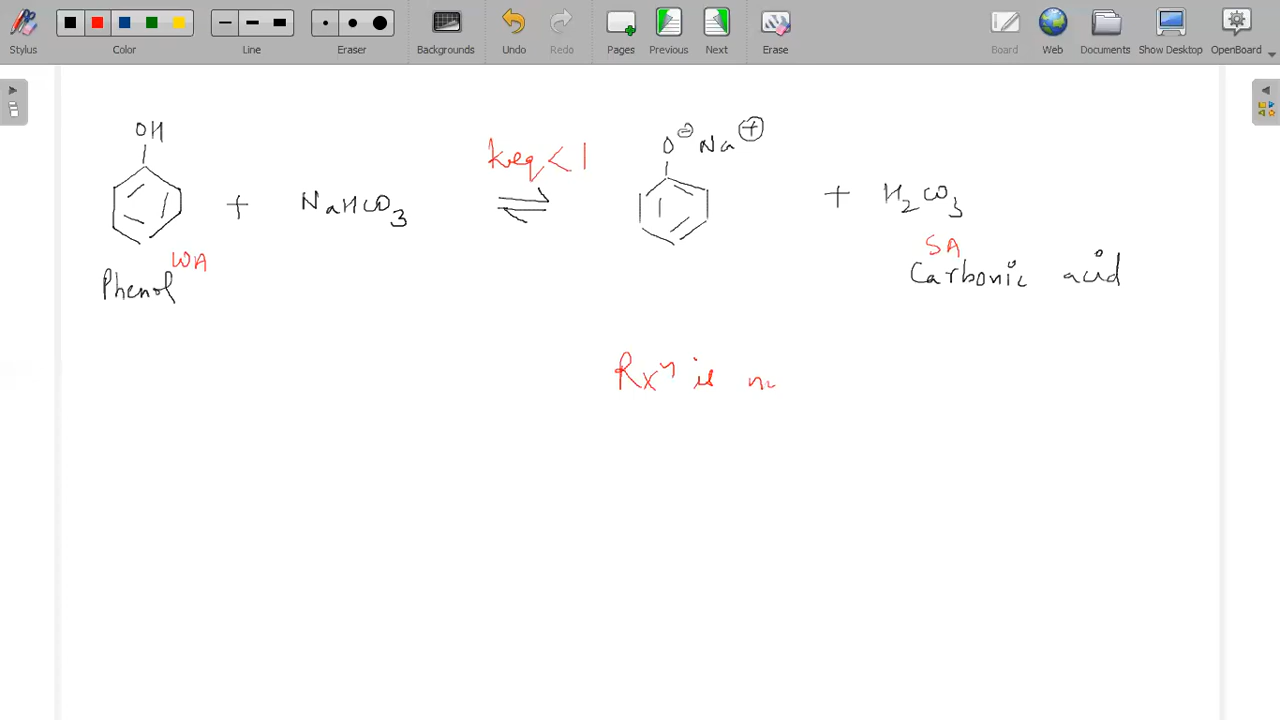 Stylus Color Line Eraser Backgrounds Undo Redo Pages Previous Next Erase Board Web Documents Show Desktop OpenBoard
OH
Keq < 1
O⊖ Na⊕
+ NaHCO3 ⇌ + H2CO3
WA SA
Phenol Carbonic acid
Rxn is